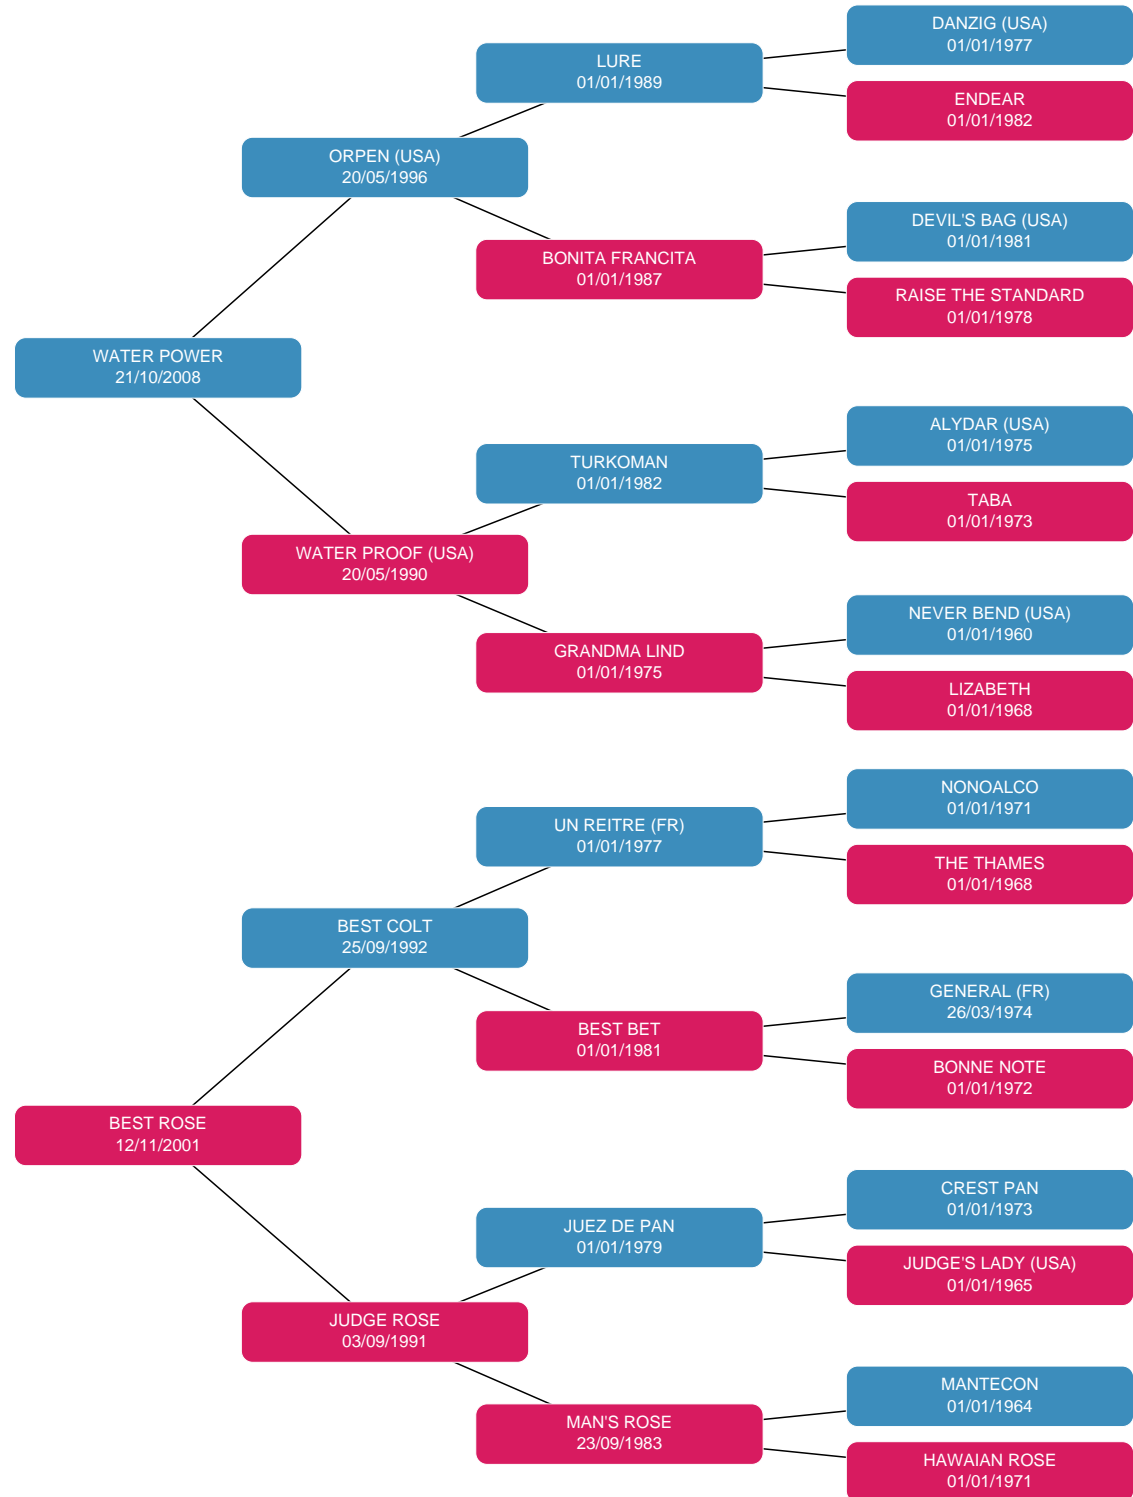 DANZIG (USA)
01/01/1977
LURE
01/01/1989
ENDEAR
01/01/1982
ORPEN (USA)
20/05/1996
DEVIL'S BAG (USA)
01/01/1981
BONITA FRANCITA
01/01/1987
RAISE THE STANDARD
01/01/1978
WATER POWER
21/10/2008
ALYDAR (USA)
01/01/1975
TURKOMAN
01/01/1982
TABA
01/01/1973
WATER PROOF (USA)
20/05/1990
NEVER BEND (USA)
01/01/1960
GRANDMA LIND
01/01/1975
LIZABETH
01/01/1968
NONOALCO
01/01/1971
UN REITRE (FR)
01/01/1977
THE THAMES
01/01/1968
BEST COLT
25/09/1992
GENERAL (FR)
26/03/1974
BEST BET
01/01/1981
BONNE NOTE
01/01/1972
BEST ROSE
12/11/2001
CREST PAN
01/01/1973
JUEZ DE PAN
01/01/1979
JUDGE'S LADY (USA)
01/01/1965
JUDGE ROSE
03/09/1991
MANTECON
01/01/1964
MAN'S ROSE
23/09/1983
HAWAIAN ROSE
01/01/1971